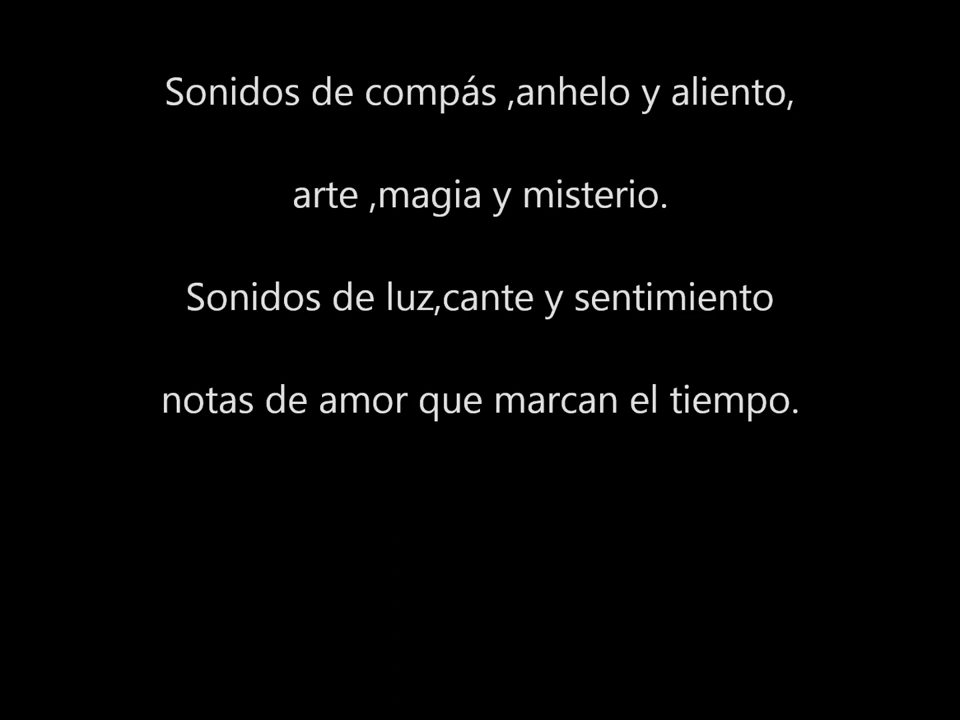 Sonidos de compás ,anhelo y aliento,
arte ,magia y misterio.
Sonidos de luz,cante y sentimiento
notas de amor que marcan el tiempo.